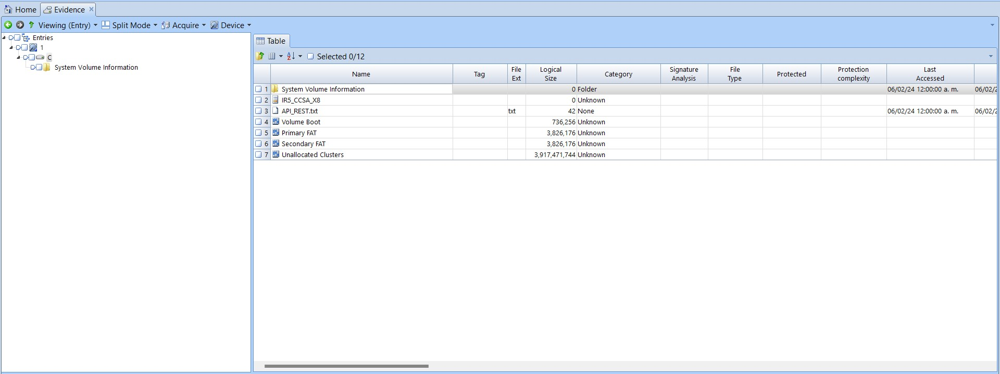 Home Evidence
Viewing (Entry) Split Mode Acquire Device
Entries
1
C
System Volume Information
Table
Selected 0/12
Name Tag File Ext Logical Size Category Signature Analysis File Type Protected Protection complexity Last Accessed
1 System Volume Information 0 Folder 06/02/24 12:00:00 a. m. 06/02/2
2 IR5_CCSA_X8 0 Unknown
3 API_REST.txt txt 42 None 06/02/24 12:00:00 a. m. 06/02/2
4 Volume Boot 736,256 Unknown
5 Primary FAT 3,826,176 Unknown
6 Secondary FAT 3,826,176 Unknown
7 Unallocated Clusters 3,917,471,744 Unknown